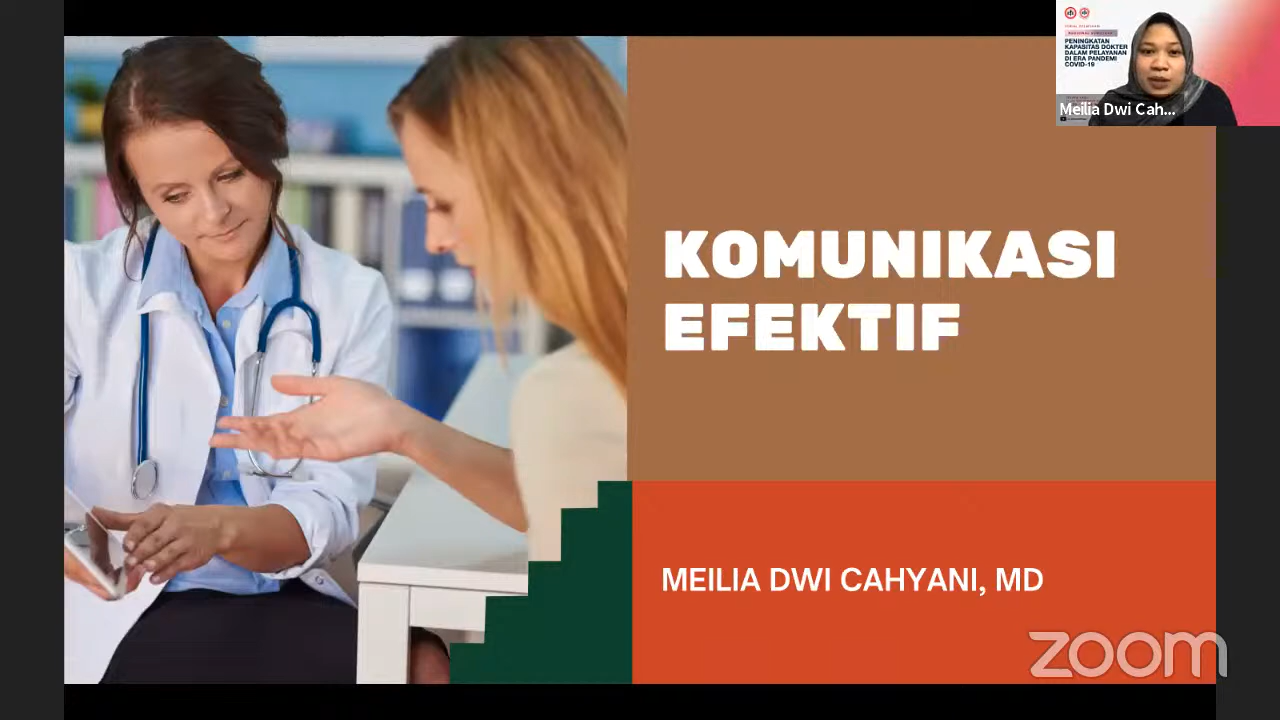 PENINGKATAN
KAPASITAS DOKTER
DALAM PELAYANAN
DI ERA PANDEMI
COVID-19
Meilia Dwi Cah...
KOMUNIKASI
EFEKTIF
MEILIA DWI CAHYANI, MD
zoom